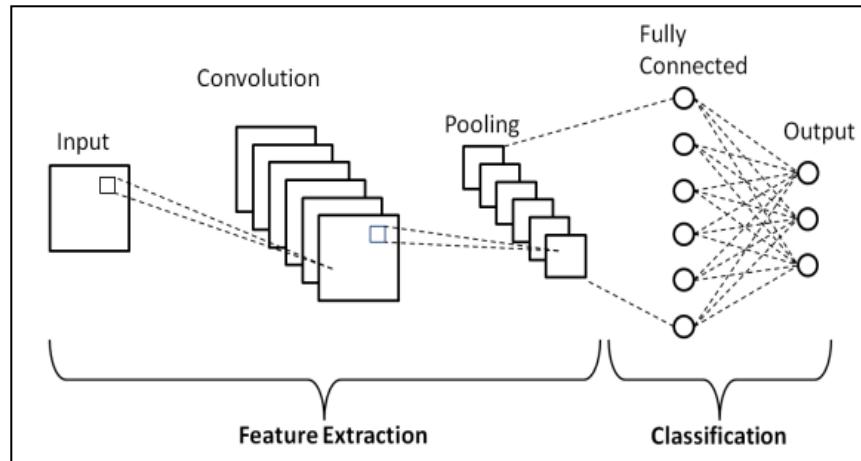 Input
Convolution
Pooling
Fully
Connected
Output
Feature Extraction
Classification